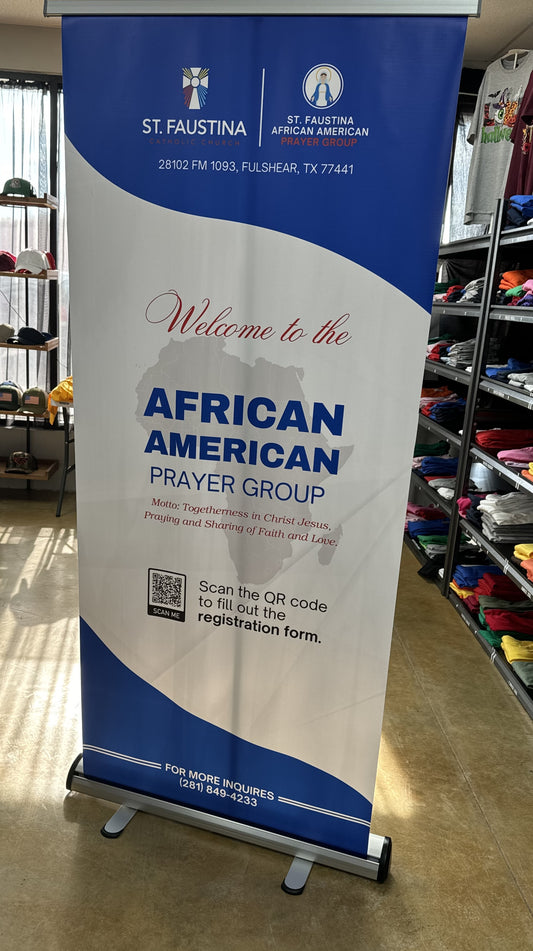 ST. FAUSTINA
CATHOLIC CHURCH
ST. FAUSTINA
AFRICAN AMERICAN
PRAYER GROUP
28102 FM 1093, FULSHEAR, TX 77441
Welcome to the
AFRICAN
AMERICAN
PRAYER GROUP
Motto: Togetherness in Christ Jesus,
Praying and Sharing of Faith and Love.
SCAN ME
Scan the QR code
to fill out the
registration form.
FOR MORE INQUIRES
(281) 849-4233